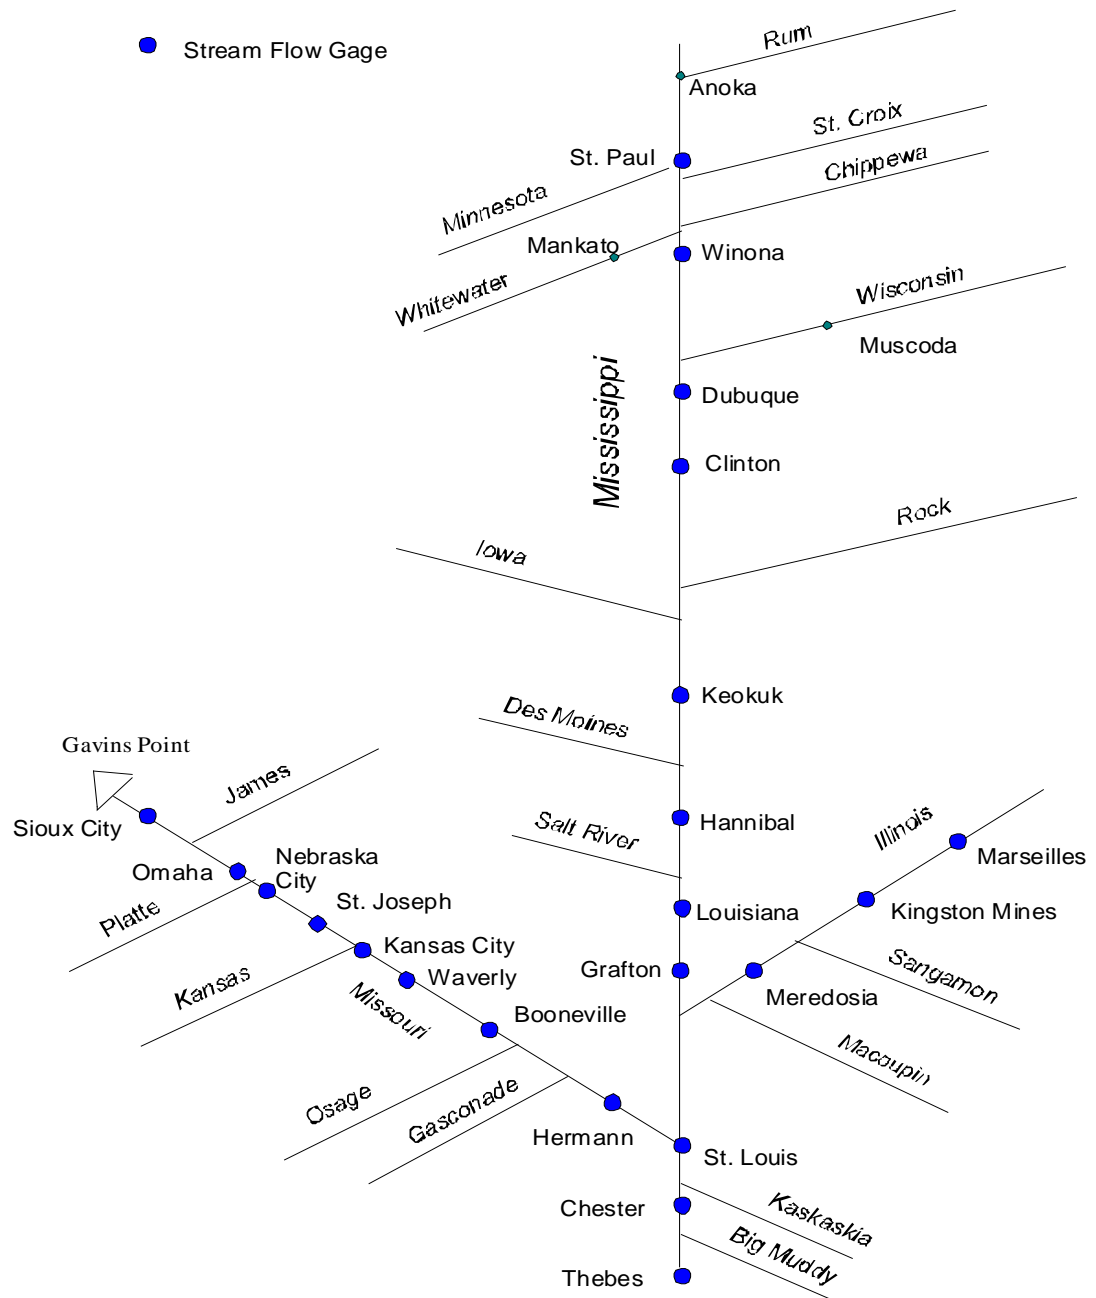 Stream Flow Gage
Rum
Anoka
St. Croix
St. Paul
Chippewa
Minnesota
Mankato
Winona
Whitewater
Wisconsin
Muscoda
Mississippi
Dubuque
Clinton
Rock
Iowa
Keokuk
Des Moines
Gavins Point
James
Sioux City
Salt River
Hannibal
Illinois
Marseilles
Omaha
Nebraska
City
Platte
St. Joseph
Louisiana
Kingston Mines
Kansas City
Kansas
Waverly
Missouri
Grafton
Sangamon
Meredosia
Booneville
Macoupin
Osage
Gasconade
Hermann
St. Louis
Chester
Kaskaskia
Big Muddy
Thebes